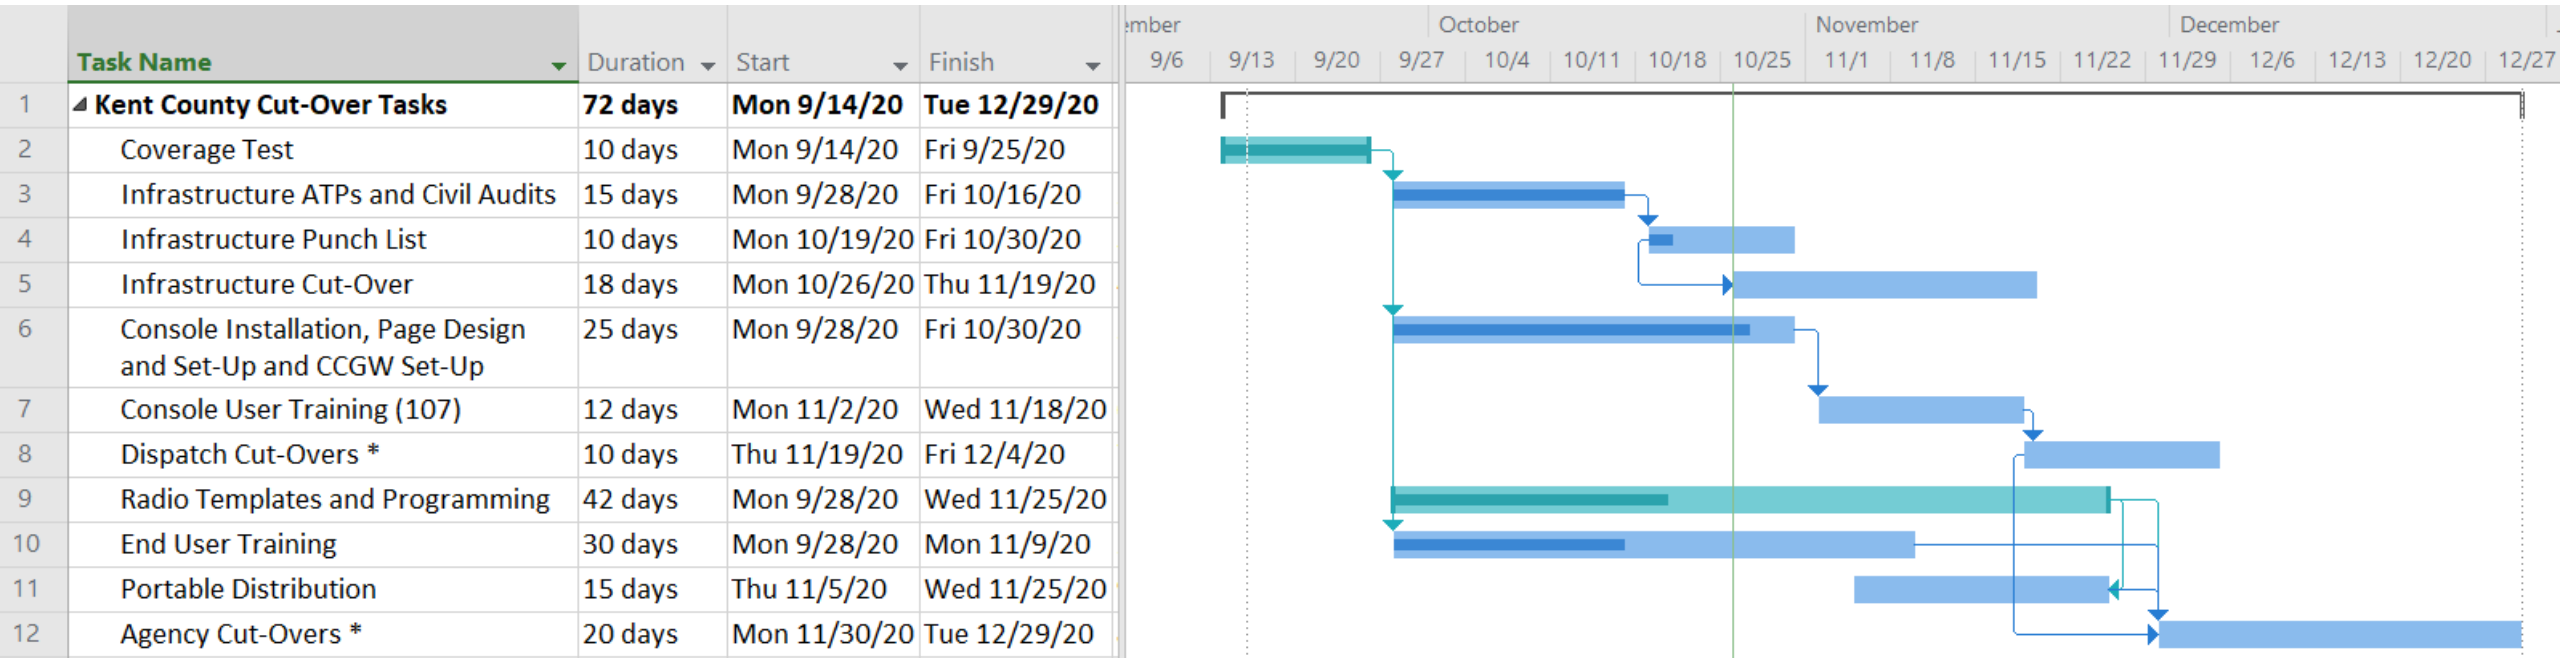 ember October November December
Task Name Duration Start Finish 9/6 9/13 9/20 9/27 10/4 10/11 10/18 10/25 11/1 11/8 11/15 11/22 11/29 12/6 12/13 12/20 12/27
1 Kent County Cut-Over Tasks 72 days Mon 9/14/20 Tue 12/29/20
2 Coverage Test 10 days Mon 9/14/20 Fri 9/25/20
3 Infrastructure ATPs and Civil Audits 15 days Mon 9/28/20 Fri 10/16/20
4 Infrastructure Punch List 10 days Mon 10/19/20 Fri 10/30/20
5 Infrastructure Cut-Over 18 days Mon 10/26/20 Thu 11/19/20
6 Console Installation, Page Design 25 days Mon 9/28/20 Fri 10/30/20
and Set-Up and CCGW Set-Up
7 Console User Training (107) 12 days Mon 11/2/20 Wed 11/18/20
8 Dispatch Cut-Overs * 10 days Thu 11/19/20 Fri 12/4/20
9 Radio Templates and Programming 42 days Mon 9/28/20 Wed 11/25/20
10 End User Training 30 days Mon 9/28/20 Mon 11/9/20
11 Portable Distribution 15 days Thu 11/5/20 Wed 11/25/20
12 Agency Cut-Overs * 20 days Mon 11/30/20 Tue 12/29/20